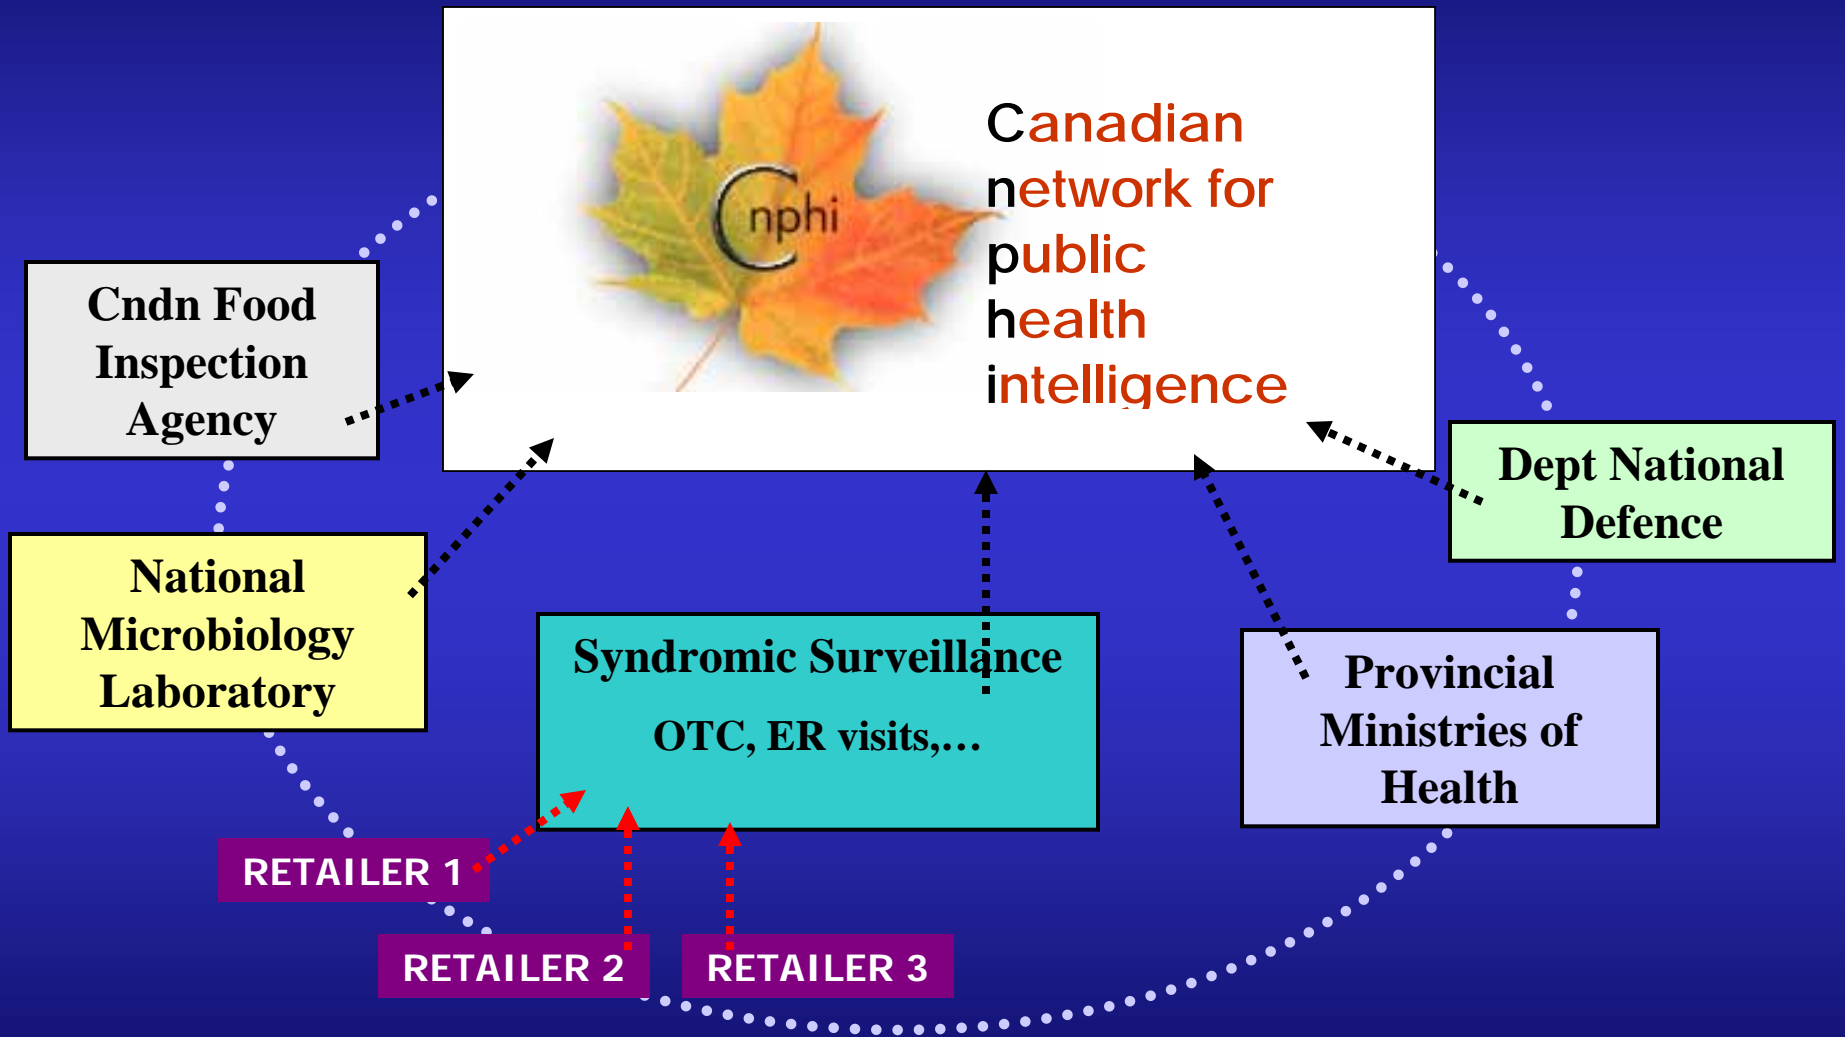 Cnphi
Canadian
network for
public
health
intelligence
Cndn Food
Inspection
Agency
Dept National
Defence
National
Microbiology
Laboratory
Syndromic Surveillance
OTC, ER visits,…
Provincial
Ministries of
Health
RETAILER 1
RETAILER 2
RETAILER 3